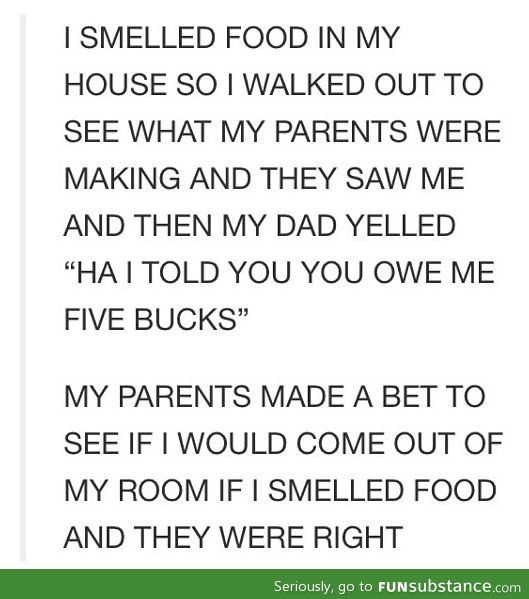 I SMELLED FOOD IN MY
HOUSE SO I WALKED OUT TO
SEE WHAT MY PARENTS WERE
MAKING AND THEY SAW ME
AND THEN MY DAD YELLED
“HA I TOLD YOU YOU OWE ME
FIVE BUCKS”
MY PARENTS MADE A BET TO
SEE IF I WOULD COME OUT OF
MY ROOM IF I SMELLED FOOD
AND THEY WERE RIGHT
Seriously, go to FUNsubstance.com